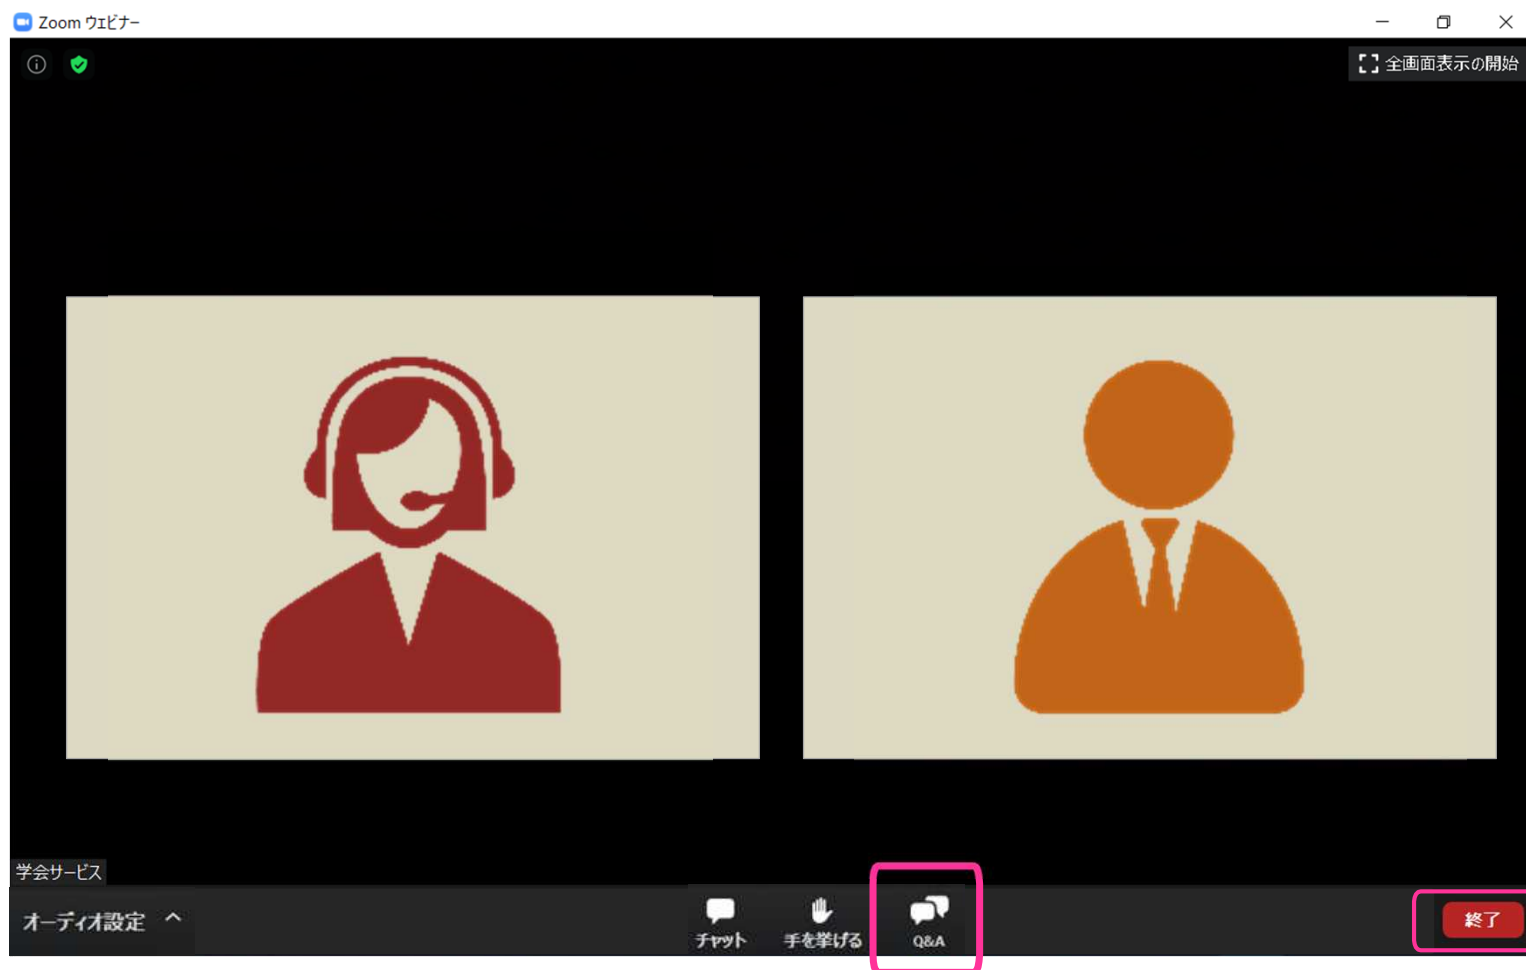 Zoom ウェビナー
全画面表示の開始
学会サービス
オーディオ設定
チャット
手を挙げる
Q&A
終了